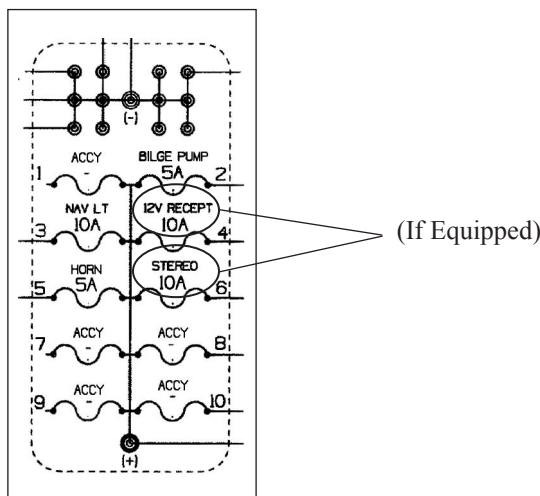 (-)
1 ACCY - BILGE PUMP 5A 2
3 NAV LT 10A 12V RECEPT 10A 4
(If Equipped)
5 HORN 5A STEREO 10A 6
7 ACCY - ACCY - 8
9 ACCY - ACCY - 10
(+)